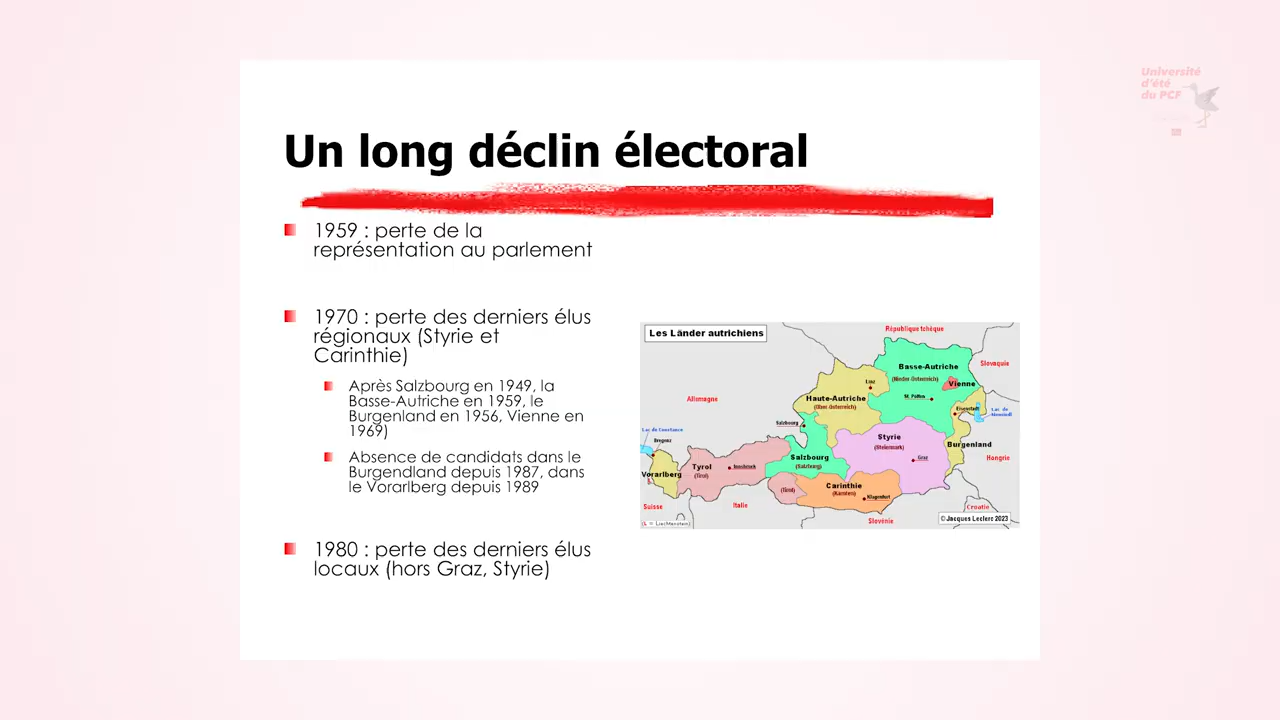 Université
d'été
du PCF
Un long déclin électoral
1959 : perte de la
représentation au parlement
1970 : perte des derniers élus
régionaux (Styrie et
Carinthie)
Après Salzbourg en 1949, la
Basse-Autriche en 1959, le
Burgenland en 1956, Vienne en
1969)
Absence de candidats dans le
Burgendland depuis 1987, dans
le Vorarlberg depuis 1989
1980 : perte des derniers élus
locaux (hors Graz, Styrie)
Les Länder autrichiens
République tchèque
Slovaquie
Basse-Autriche
(Nieder-Österreich)
Vienne
Linz
St. Pölten
Haute-Autriche
(Ober-österreich)
Allemagne
Eisenstadt
Lac de
Neusiedl
Salzbourg
Lac de Constance
Bregenz
Styrie
(Steiermark)
Burgenland
Hongrie
Graz
Salzbourg
(Salzburg)
Tyrol
(Tirol)
Innsbruck
Vorarlberg
Carinthie
(Kärnten)
(Tirol)
Klagenfurt
Suisse
Italie
Croatie
Slovénie
(L = Liechtenstein)
©Jacques Leclerc 2023